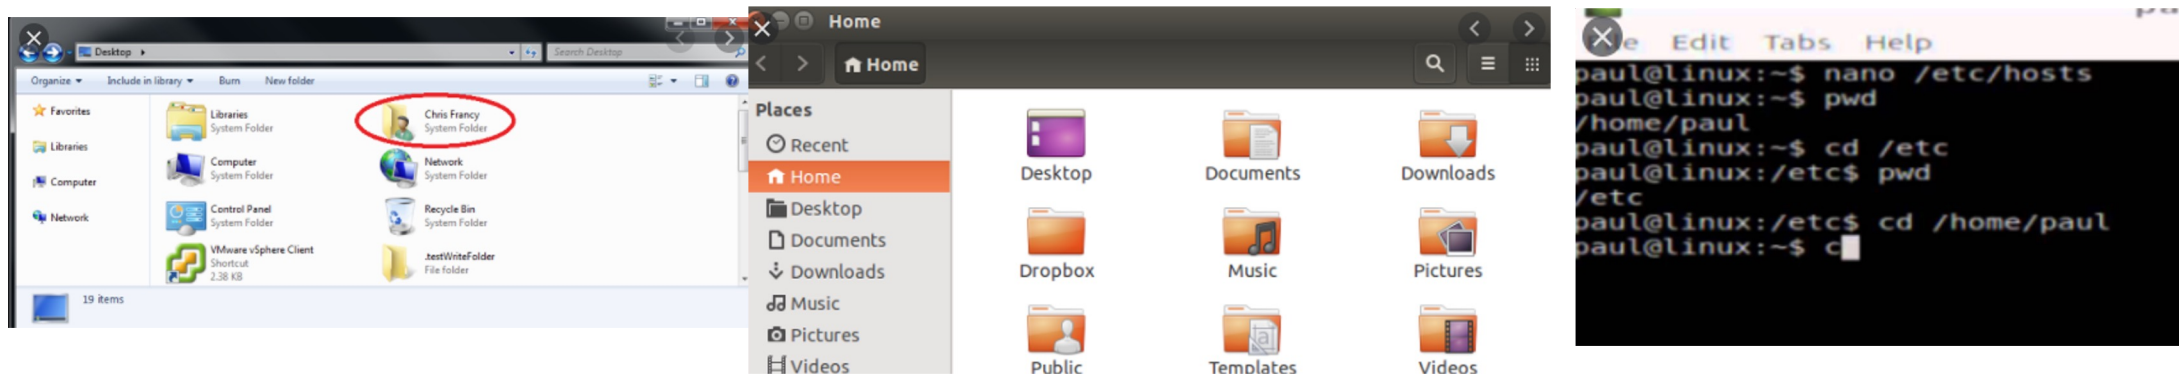 Desktop
Search Desktop
Organize
Include in library
Burn
New folder
Favorites
Libraries
Computer
Network
Libraries
System Folder
Chris Francy
System Folder
Computer
System Folder
Network
System Folder
Control Panel
System Folder
Recycle Bin
System Folder
VMware vSphere Client
Shortcut
2.38 KB
.testWriteFolder
File folder
19 items
Home
Home
Places
Recent
Home
Desktop
Documents
Downloads
Music
Pictures
Videos
Desktop
Documents
Downloads
Dropbox
Music
Pictures
Public
Templates
Videos
Edit Tabs Help
paul@linux:~$ nano /etc/hosts
paul@linux:~$ pwd
/home/paul
paul@linux:~$ cd /etc
paul@linux:/etc$ pwd
/etc
paul@linux:/etc$ cd /home/paul
paul@linux:~$ c